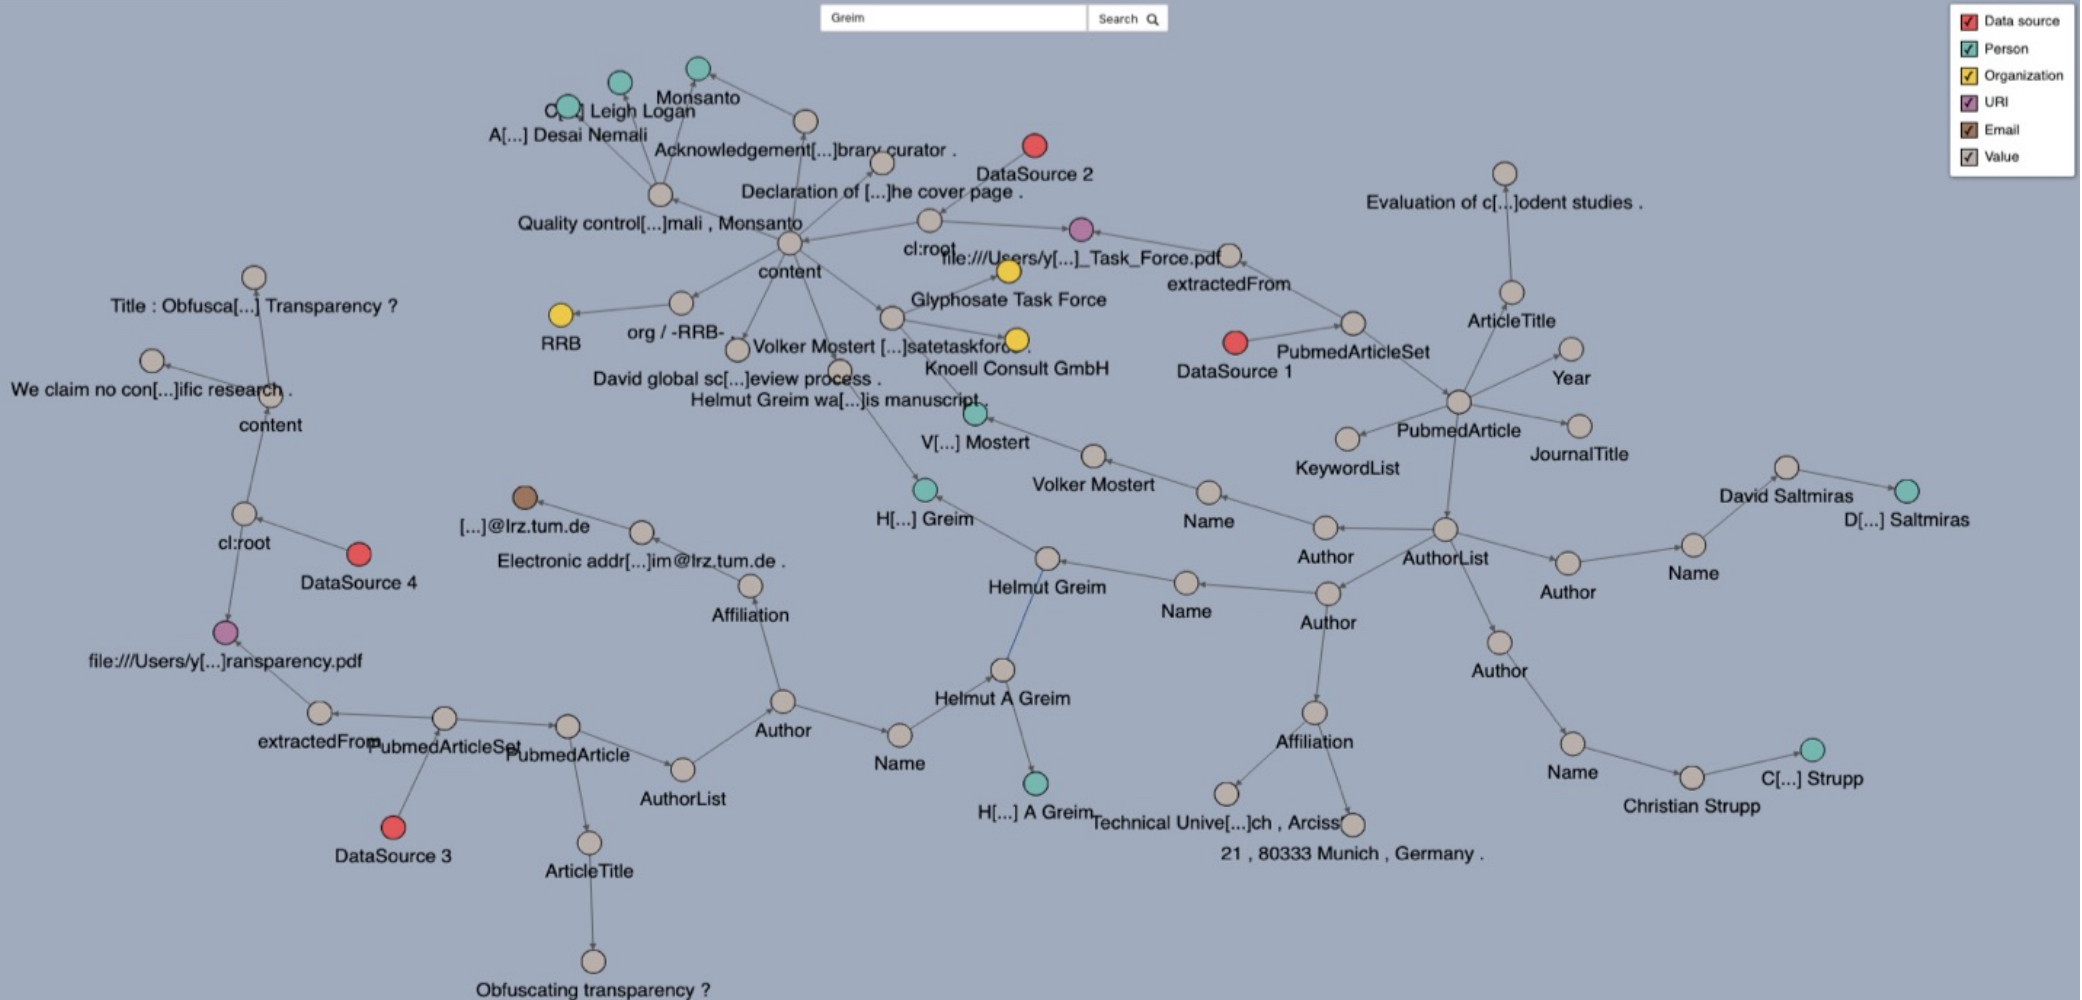 Greim
Search
Data source
Person
Organization
URI
Email
Value
Monsanto
Leigh Logan
A[...] Desai Nemali
Acknowledgement[...]brary curator .
DataSource 2
Declaration of [...]he cover page .
Evaluation of c[...]odent studies .
Quality control[...]mali , Monsanto
cl:root
file:///Users/y[...]_Task_Force.pdf
content
extractedFrom
Glyphosate Task Force
Title : Obfusca[...] Transparency ?
ArticleTitle
org / -RRB-
RRB
Volker Mostert [...]satetaskforc
PubmedArticleSet
Knoell Consult GmbH
DataSource 1
Year
David global sc[...]eview process .
We claim no con[...]ific research .
Helmut Greim wa[...]is manuscript .
content
PubmedArticle
V[...] Mostert
JournalTitle
KeywordList
Volker Mostert
David Saltmiras
H[...] Greim
Name
D[...] Saltmiras
[...]@lrz.tum.de
cl:root
Electronic addr[...]im@lrz.tum.de .
Author
AuthorList
Name
DataSource 4
Helmut Greim
Author
Name
Affiliation
Author
file:///Users/y[...]ransparency.pdf
Author
Helmut A Greim
Author
extractedFrom
PubmedArticleSet
PubmedArticle
Affiliation
Name
Name
C[...] Strupp
AuthorList
Christian Strupp
H[...] A Greim
Technical Unive[...]ch , Arciss
DataSource 3
21 , 80333 Munich , Germany .
ArticleTitle
Obfuscating transparency ?